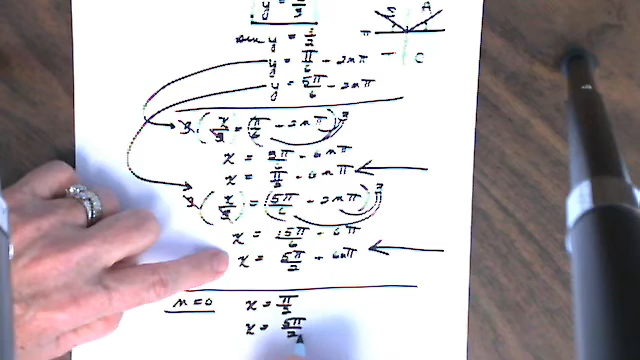 y = x/3
S A
sin y = 1/2
π
y = π/6 + 2nπ
T C
y = 5π/6 + 2nπ
3 ( x/3 ) = ( π/6 + 2nπ ) 3
x = 3π/6 + 6nπ
x = π/2 + 6nπ
3 ( x/3 ) = ( 5π/6 + 2nπ ) 3
x = 15π/6 + 6π
x = 5π/2 + 6nπ
n = 0 x = π/2
x = 5π/2